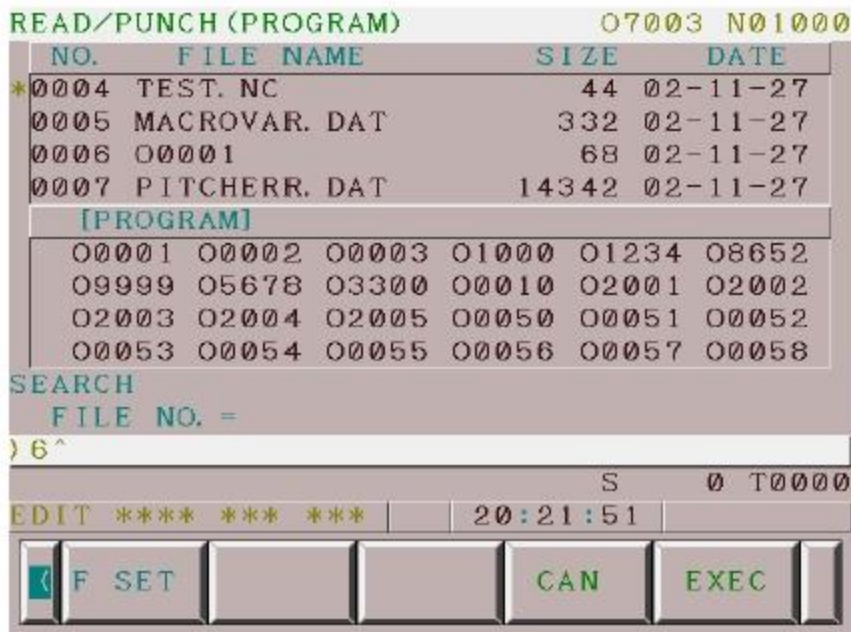 READ/PUNCH(PROGRAM) O7003 N01000
NO. FILE NAME SIZE DATE
*0004 TEST.NC 44 02-11-27
0005 MACROVAR.DAT 332 02-11-27
0006 O0001 68 02-11-27
0007 PITCHERR.DAT 14342 02-11-27
[PROGRAM]
O0001 O0002 O0003 O1000 O1234 O8652
O9999 O5678 O3300 O0010 O2001 O2002
O2003 O2004 O2005 O0050 O0051 O0052
O0053 O0054 O0055 O0056 O0057 O0058
SEARCH
FILE NO. =
)6^
S 0 T0000
EDIT **** *** *** 20:21:51
( F SET CAN EXEC